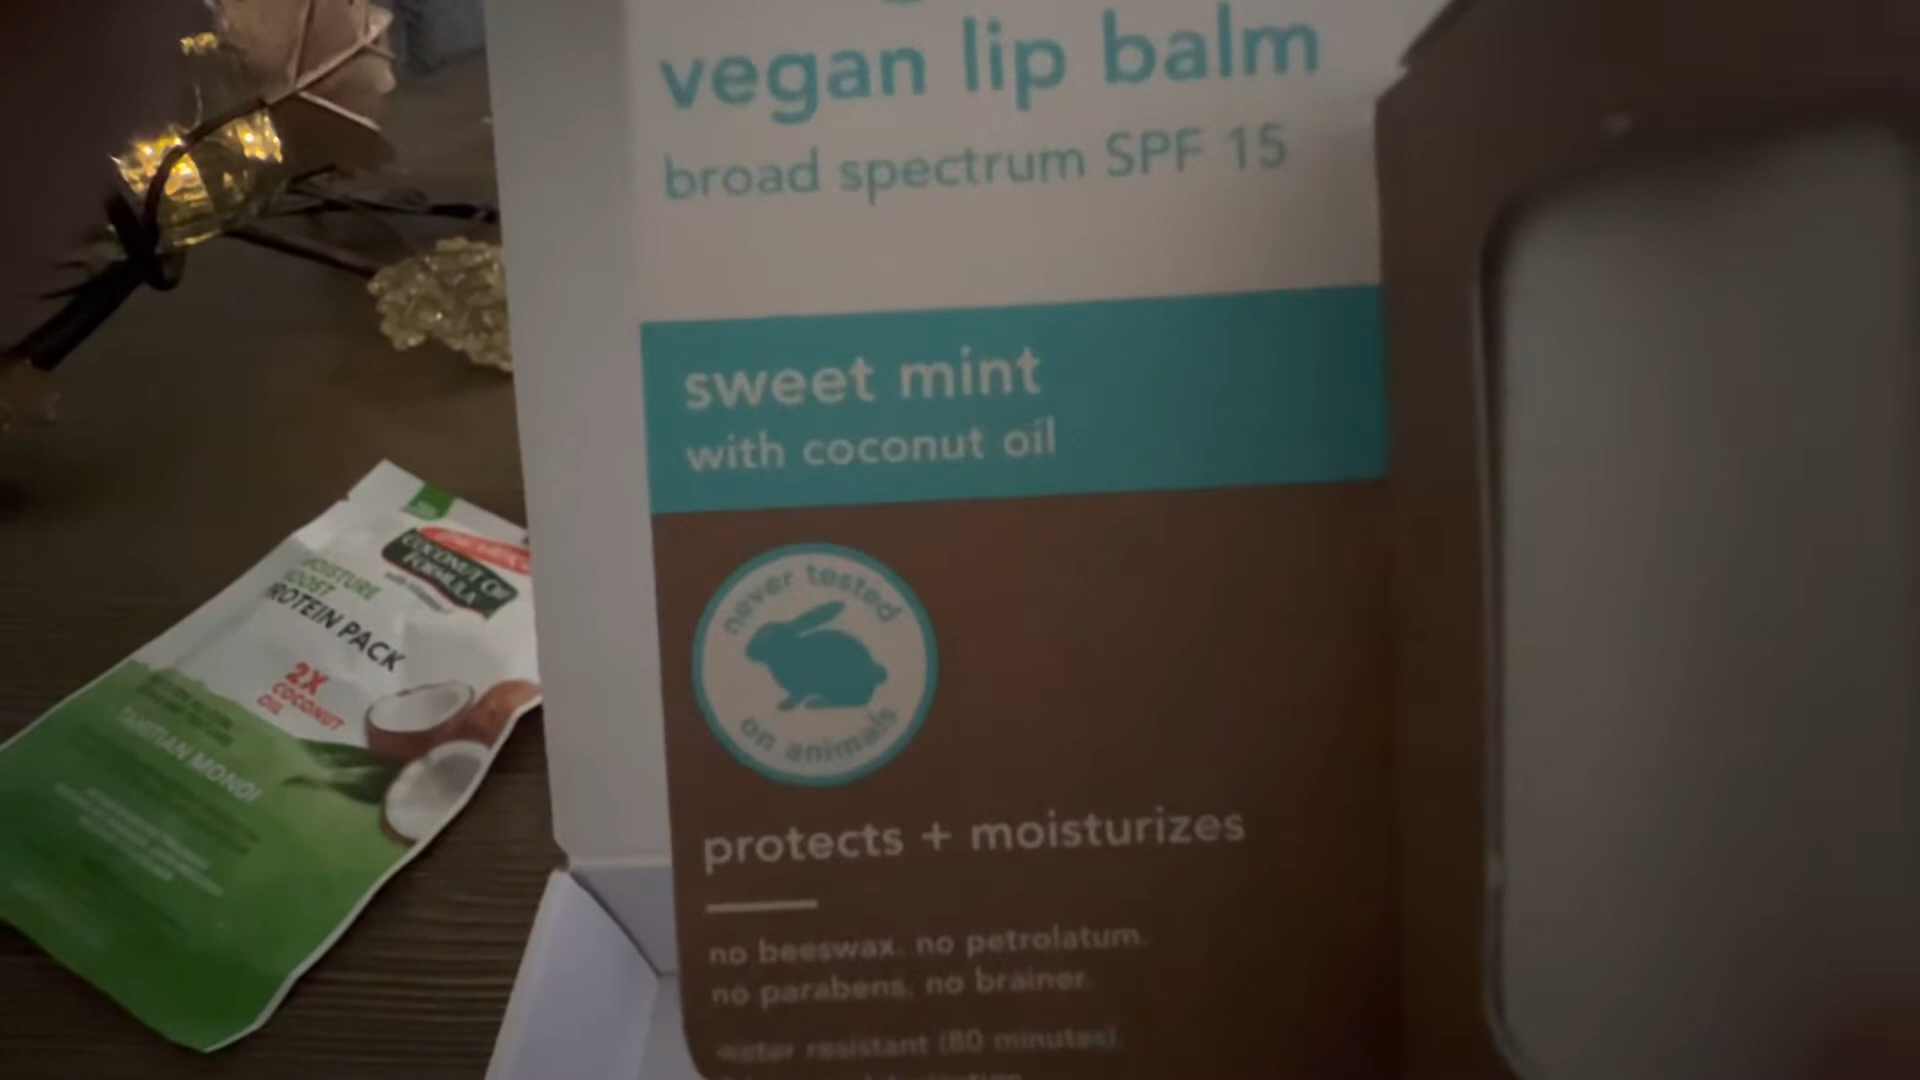 vegan lip balm
broad spectrum SPF 15
sweet mint
with coconut oil
never tested
on animals
protects + moisturizes
no beeswax. no petrolatum.
no parabens. no brainer.
water resistant (80 minutes)
COCONUT OIL
FORMULA
MOISTURE
BOOST
PROTEIN PACK
2X
COCONUT
OIL
TAHITIAN MONOI